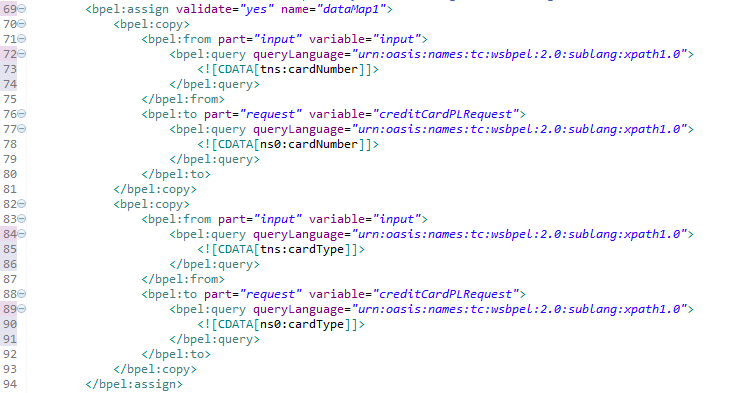 69 <bpel:assign validate="yes" name="dataMap1">
70 <bpel:copy>
71 <bpel:from part="input" variable="input">
72 <bpel:query queryLanguage="urn:oasis:names:tc:wsbpel:2.0:sublang:xpath1.0">
73 <![CDATA[tns:cardNumber]]>
74 </bpel:query>
75 </bpel:from>
76 <bpel:to part="request" variable="creditCardPLRequest">
77 <bpel:query queryLanguage="urn:oasis:names:tc:wsbpel:2.0:sublang:xpath1.0">
78 <![CDATA[ns0:cardNumber]]>
79 </bpel:query>
80 </bpel:to>
81 </bpel:copy>
82 <bpel:copy>
83 <bpel:from part="input" variable="input">
84 <bpel:query queryLanguage="urn:oasis:names:tc:wsbpel:2.0:sublang:xpath1.0">
85 <![CDATA[tns:cardType]]>
86 </bpel:query>
87 </bpel:from>
88 <bpel:to part="request" variable="creditCardPLRequest">
89 <bpel:query queryLanguage="urn:oasis:names:tc:wsbpel:2.0:sublang:xpath1.0">
90 <![CDATA[ns0:cardType]]>
91 </bpel:query>
92 </bpel:to>
93 </bpel:copy>
94 </bpel:assign>